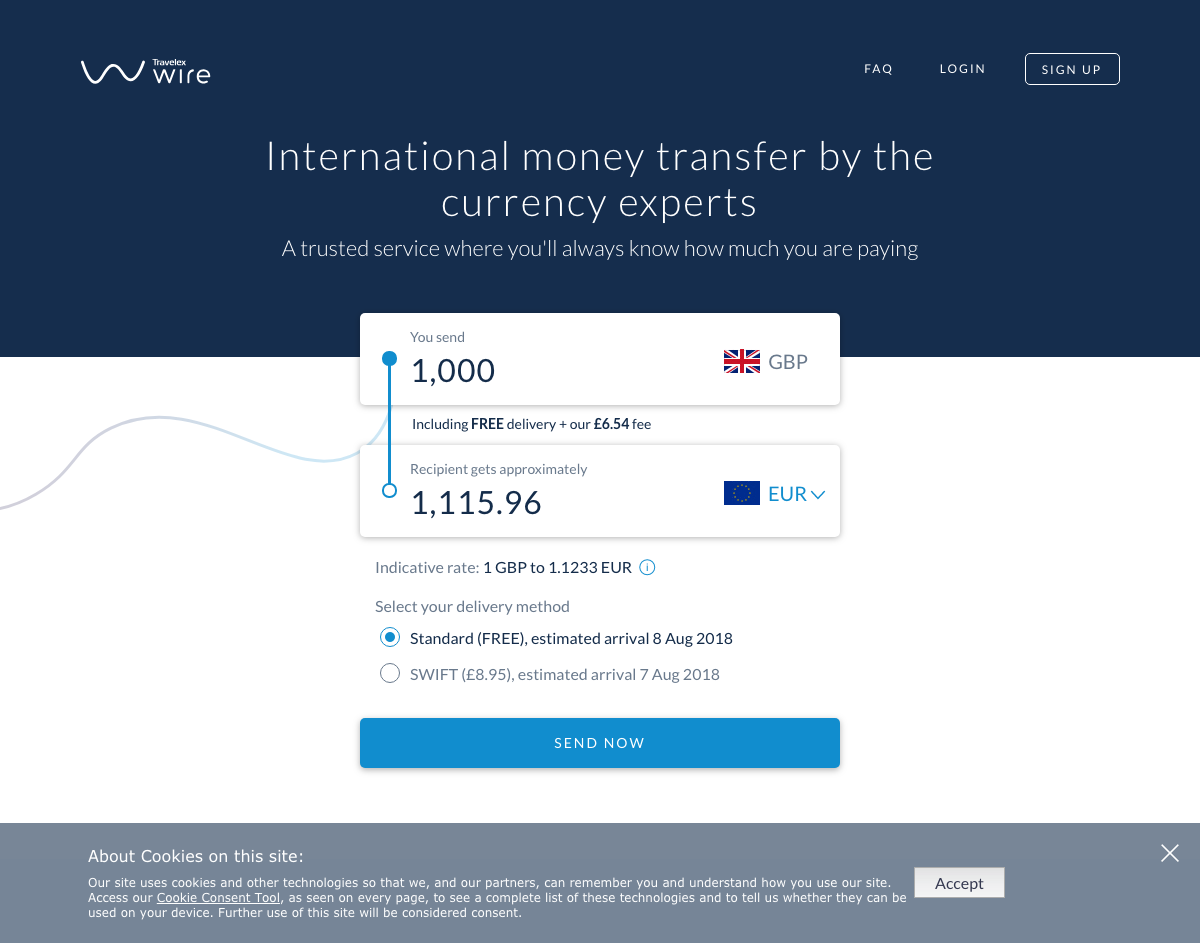 Travelex
wire
FAQ
LOGIN
SIGN UP
International money transfer by the
currency experts
A trusted service where you'll always know how much you are paying
You send
1,000
GBP
Including FREE delivery + our £6.54 fee
Recipient gets approximately
1,115.96
EUR
Indicative rate: 1 GBP to 1.1233 EUR
Select your delivery method
Standard (FREE), estimated arrival 8 Aug 2018
SWIFT (£8.95), estimated arrival 7 Aug 2018
SEND NOW
About Cookies on this site:
Our site uses cookies and other technologies so that we, and our partners, can remember you and understand how you use our site.
Access our Cookie Consent Tool, as seen on every page, to see a complete list of these technologies and to tell us whether they can be
used on your device. Further use of this site will be considered consent.
Accept